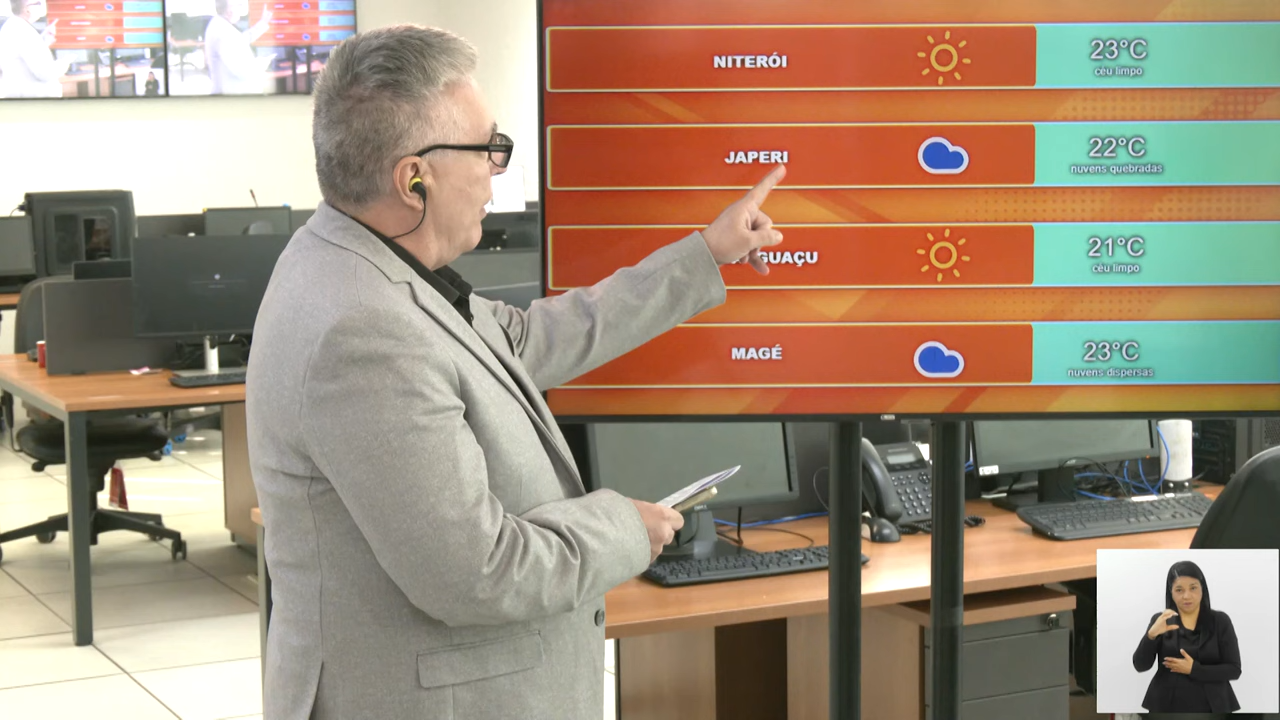 NITERÓI
23°C
céu limpo
JAPERI
22°C
nuvens quebradas
GUAÇU
21°C
céu limpo
MAGÉ
23°C
nuvens dispersas